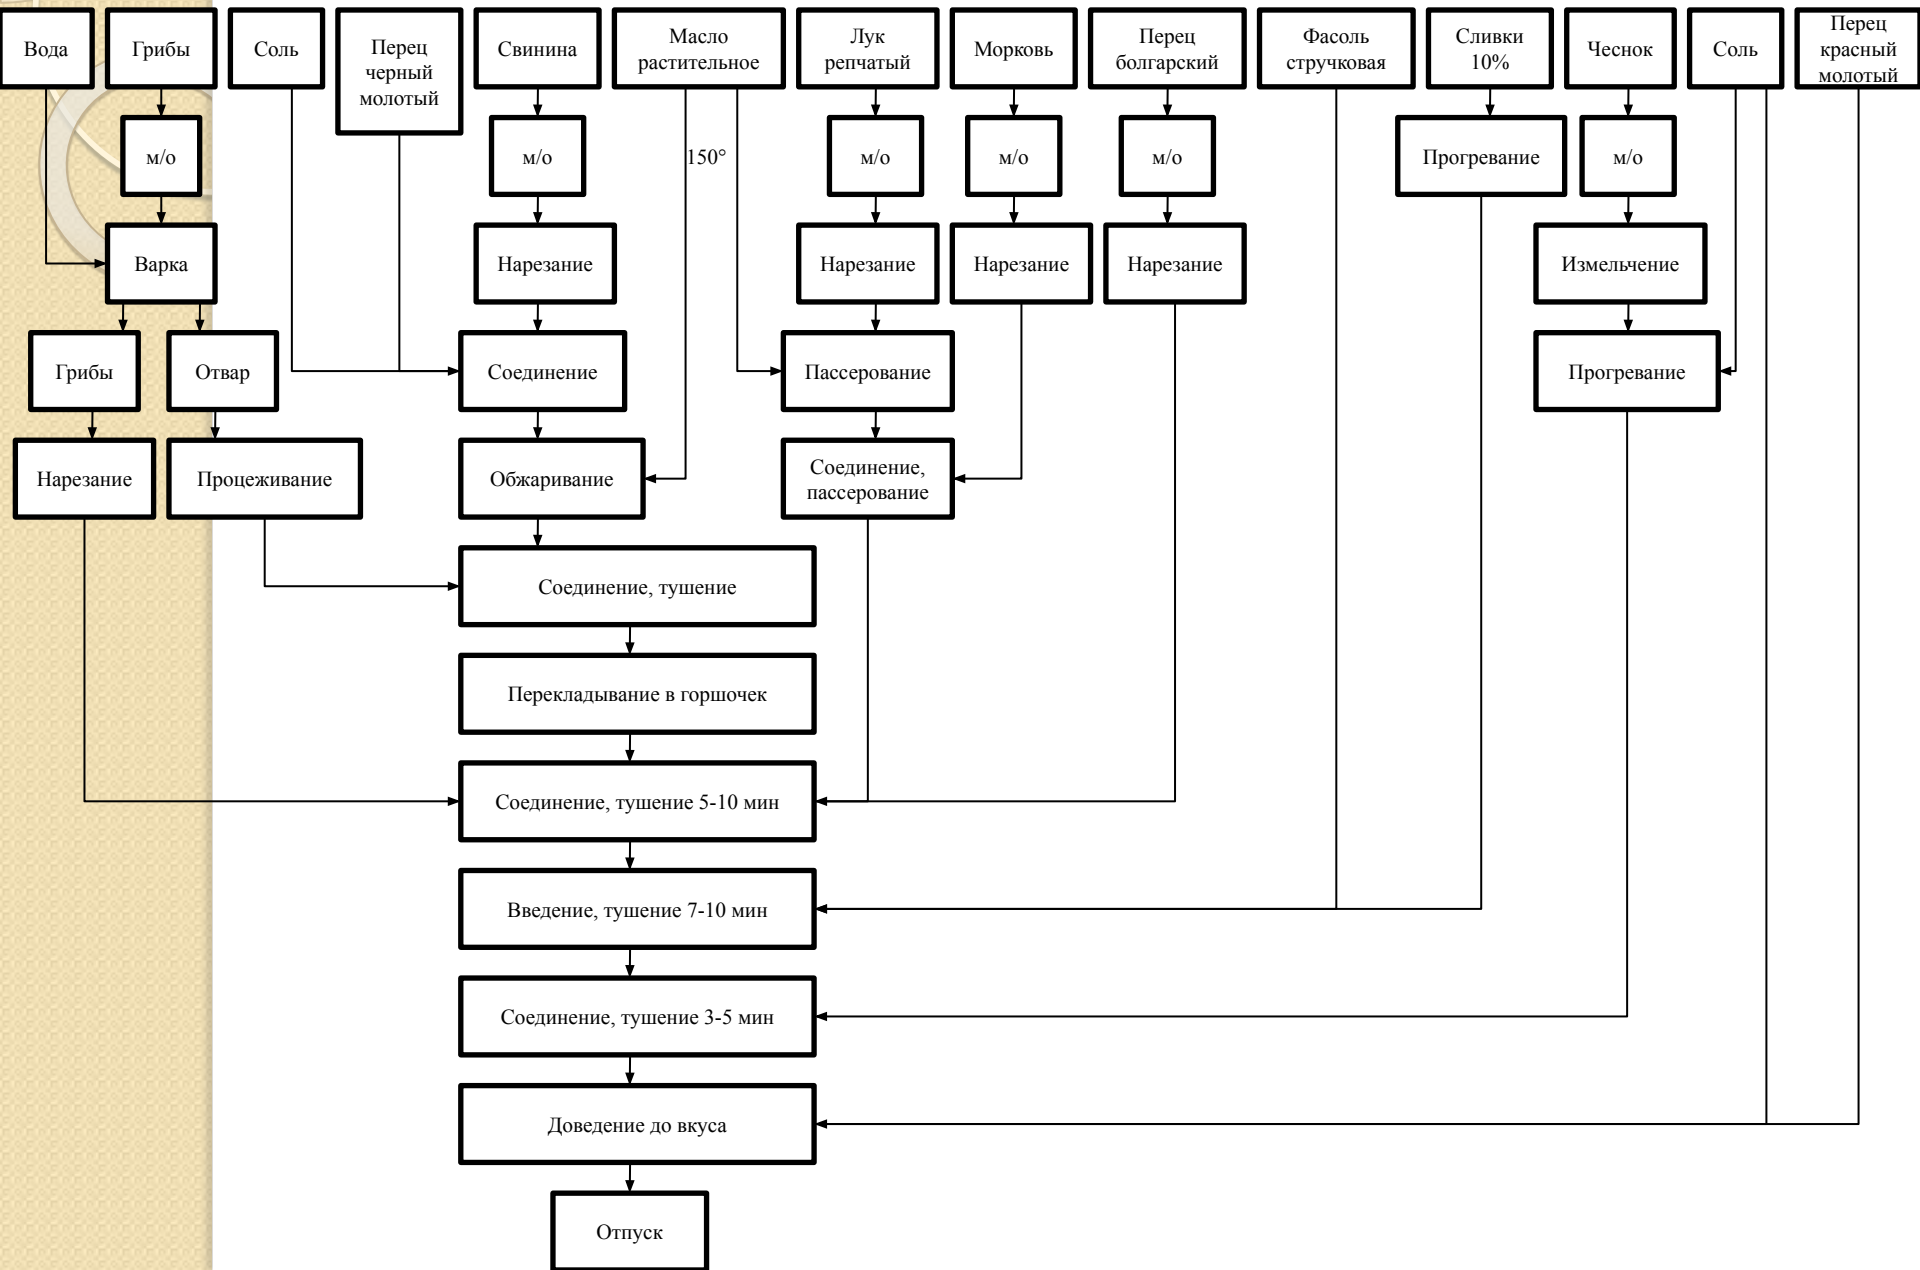 Вода
Грибы
Соль
Перец
черный
молотый
Свинина
Масло
растительное
Лук
репчатый
Морковь
Перец
болгарский
Фасоль
стручковая
Сливки
10%
Чеснок
Соль
Перец
красный
молотый
м/о
м/о
150°
м/о
м/о
м/о
Прогревание
м/о
Варка
Нарезание
Нарезание
Нарезание
Нарезание
Измельчение
Грибы
Отвар
Соединение
Пассерование
Прогревание
Нарезание
Процеживание
Обжаривание
Соединение,
пассерование
Соединение, тушение
Перекладывание в горшочек
Соединение, тушение 5-10 мин
Введение, тушение 7-10 мин
Соединение, тушение 3-5 мин
Доведение до вкуса
Отпуск